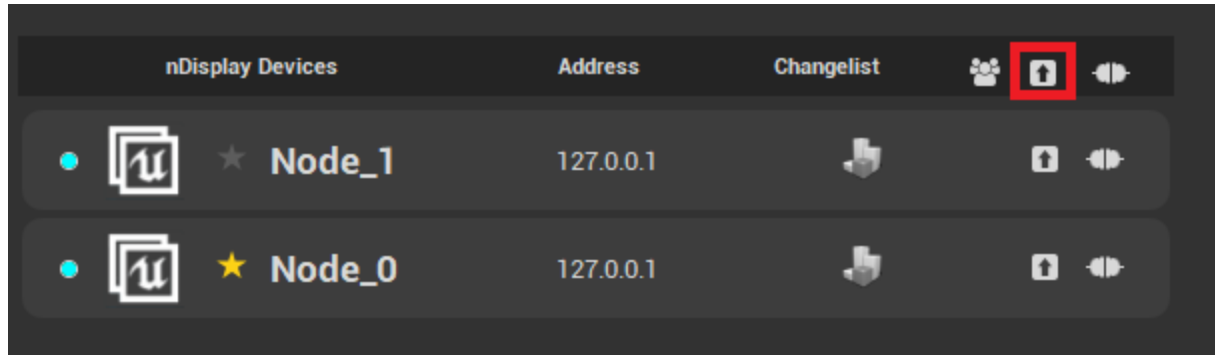 nDisplay Devices Address Changelist
Node_1 127.0.0.1
Node_0 127.0.0.1